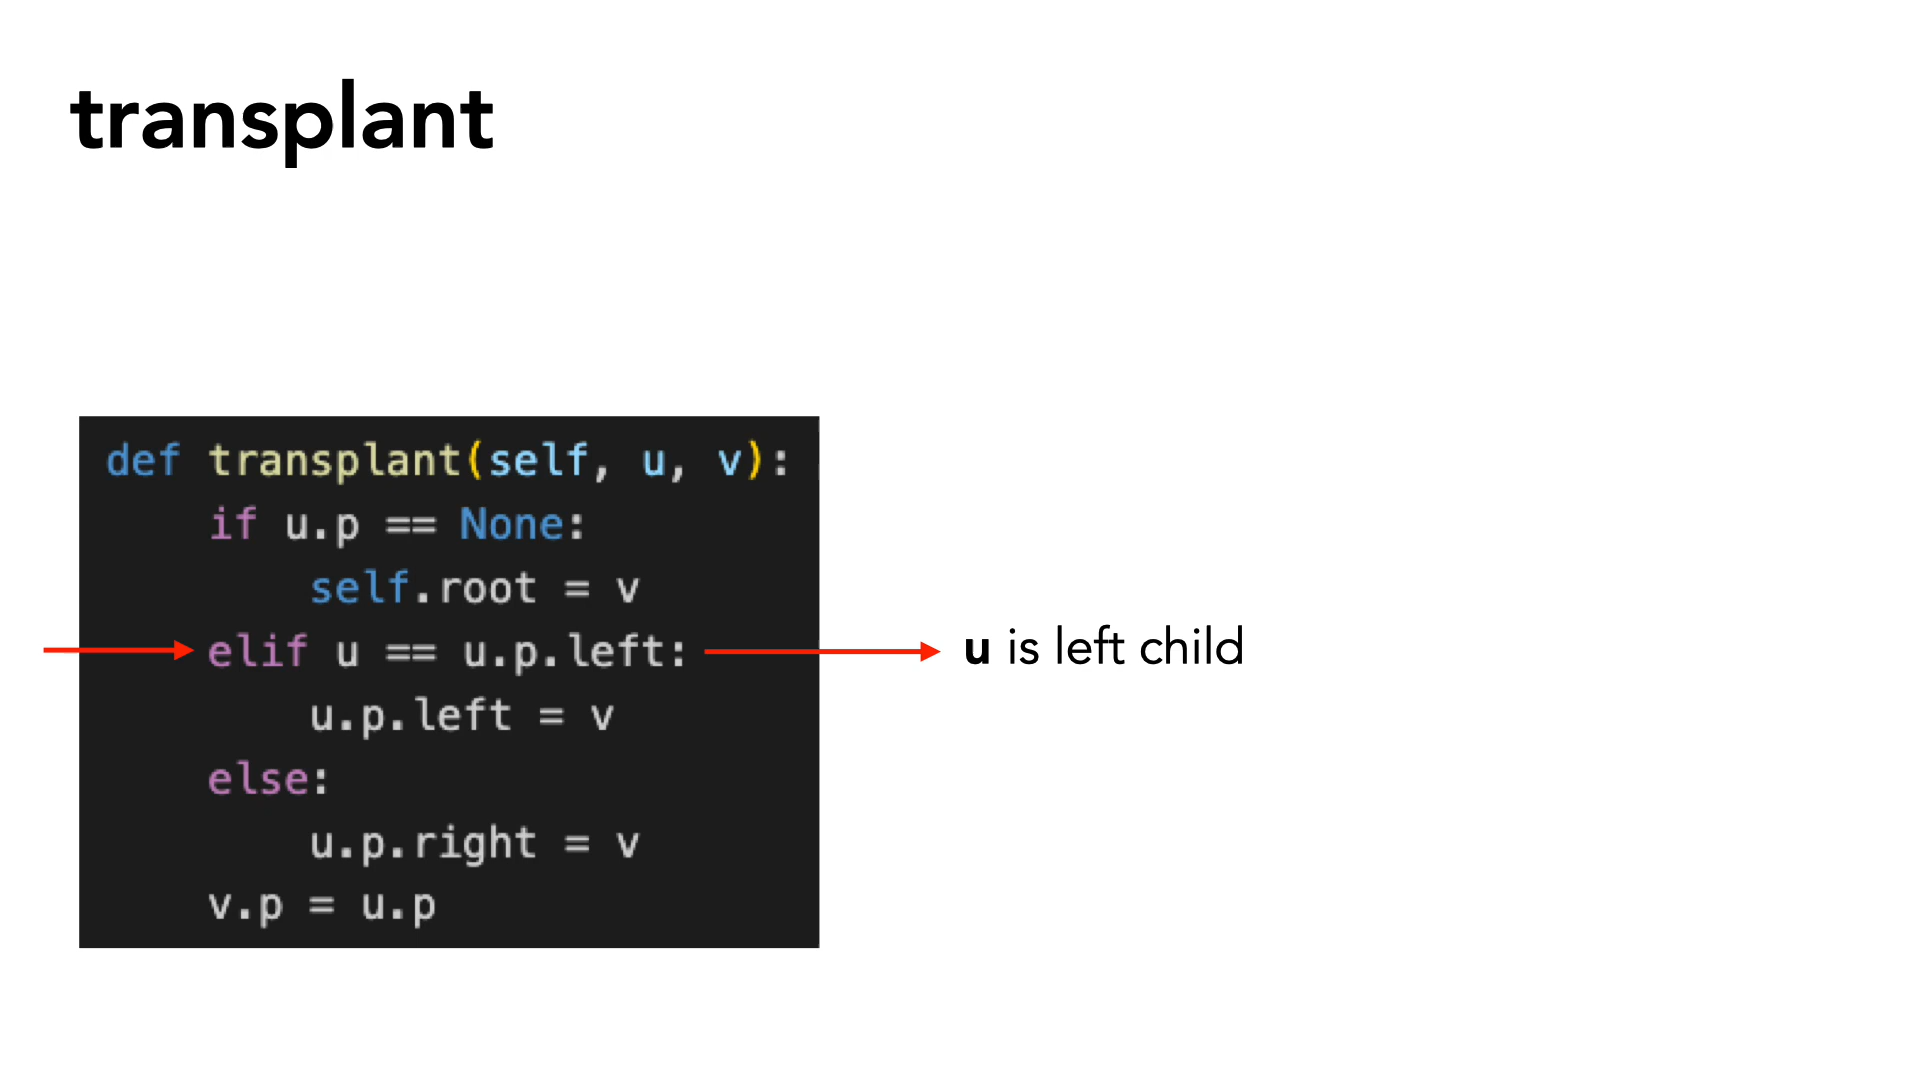 transplant
def transplant(self, u, v):
    if u.p == None:
        self.root = v
    elif u == u.p.left:
u is left child
        u.p.left = v
    else:
        u.p.right = v
    v.p = u.p